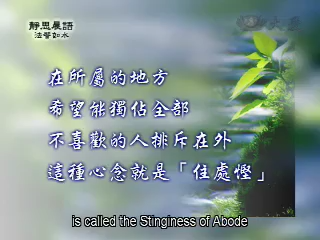 靜思晨語
法譬如水
在所屬的地方
希望能獨佔全部
不喜歡的人排斥在外
這種心念就是「住處慳」
is called the Stinginess of Abode